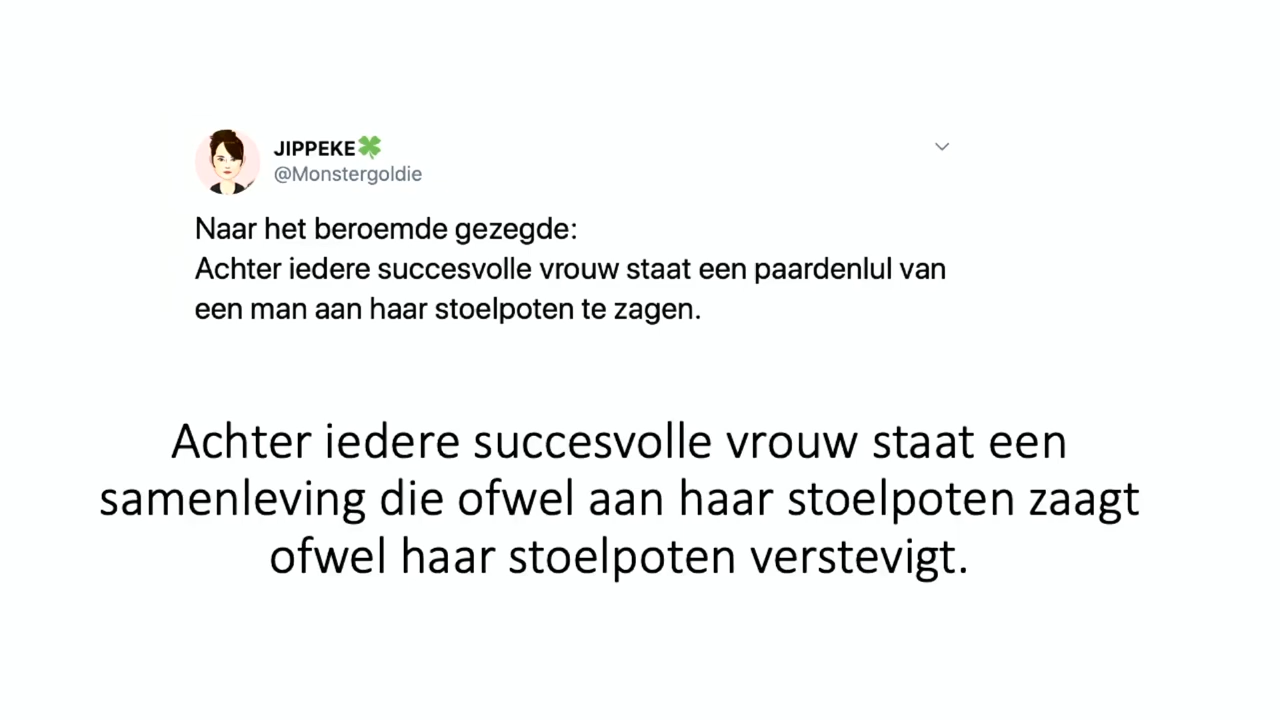 JIPPEKE🍀
@Monstergoldie
Naar het beroemde gezegde:
Achter iedere succesvolle vrouw staat een paardenlul van
een man aan haar stoelpoten te zagen.
Achter iedere succesvolle vrouw staat een
samenleving die ofwel aan haar stoelpoten zaagt
ofwel haar stoelpoten verstevigt.